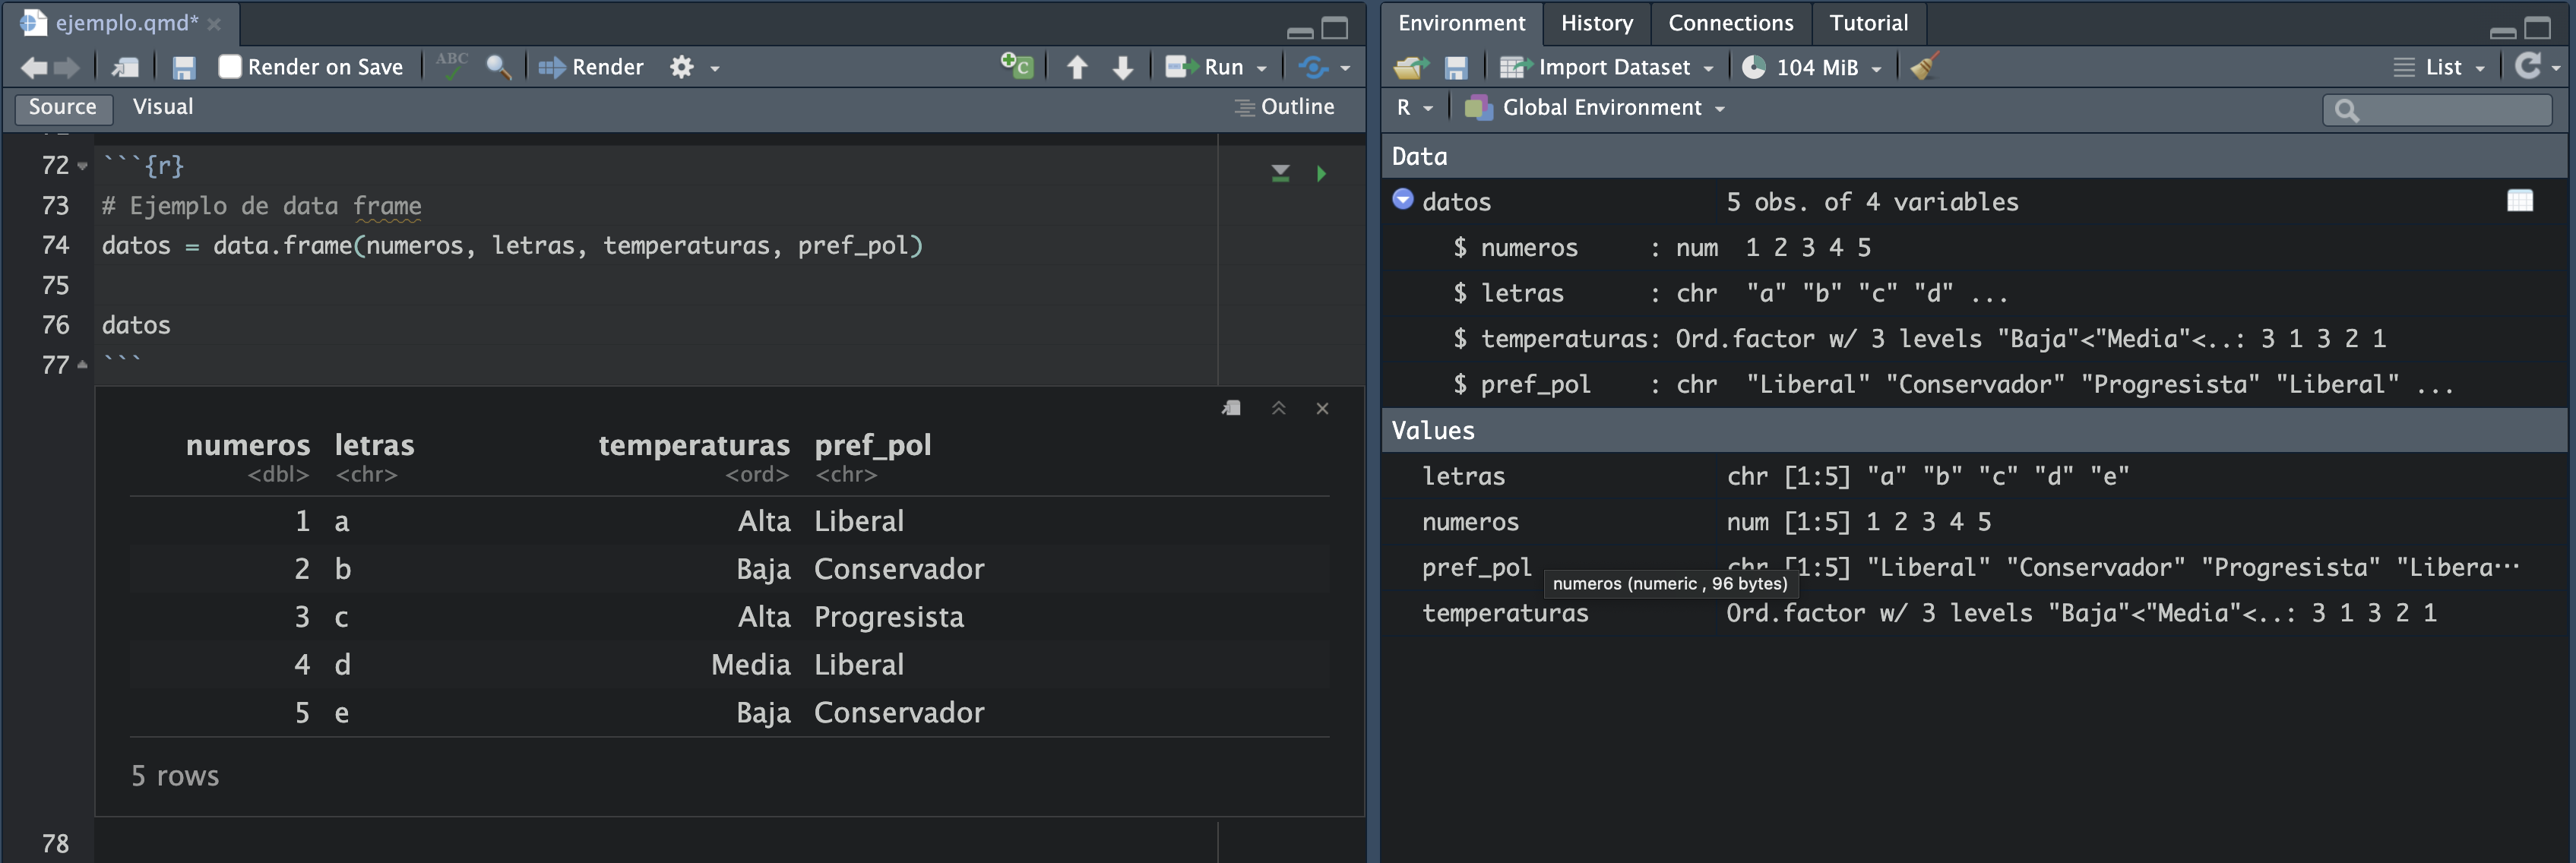 ejemplo.qmd*
Render on Save
ABC
Render
C
Run
Source
Visual
Outline
72
```{r}
73
# Ejemplo de data frame
74
datos = data.frame(numeros, letras, temperaturas, pref_pol)
75
76
datos
77
```
numeros letras temperaturas pref_pol
<dbl> <chr> <ord> <chr>
1 a Alta Liberal
2 b Baja Conservador
3 c Alta Progresista
4 d Media Liberal
5 e Baja Conservador
5 rows
78
Environment History Connections Tutorial
Import Dataset
104 MiB
List
R
Global Environment
Data
datos 5 obs. of 4 variables
$ numeros : num 1 2 3 4 5
$ letras : chr "a" "b" "c" "d" ...
$ temperaturas: Ord.factor w/ 3 levels "Baja"<"Media"<..: 3 1 3 2 1
$ pref_pol : chr "Liberal" "Conservador" "Progresista" "Liberal" ...
Values
letras chr [1:5] "a" "b" "c" "d" "e"
numeros num [1:5] 1 2 3 4 5
pref_pol chr [1:5] "Liberal" "Conservador" "Progresista" "Libera…
numeros (numeric , 96 bytes)
temperaturas Ord.factor w/ 3 levels "Baja"<"Media"<..: 3 1 3 2 1